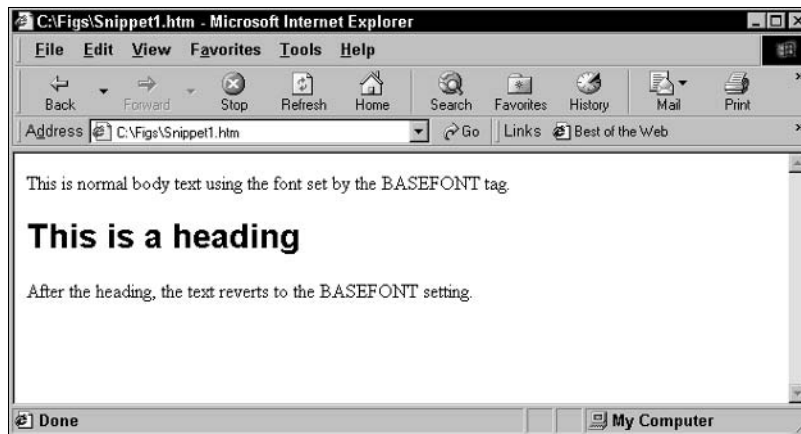 C:\Figs\Snippet1.htm - Microsoft Internet Explorer
File Edit View Favorites Tools Help
Back Forward Stop Refresh Home Search Favorites History Mail Print
Address C:\Figs\Snippet1.htm Go Links Best of the Web
This is normal body text using the font set by the BASEFONT tag.
This is a heading
After the heading, the text reverts to the BASEFONT setting.
Done My Computer